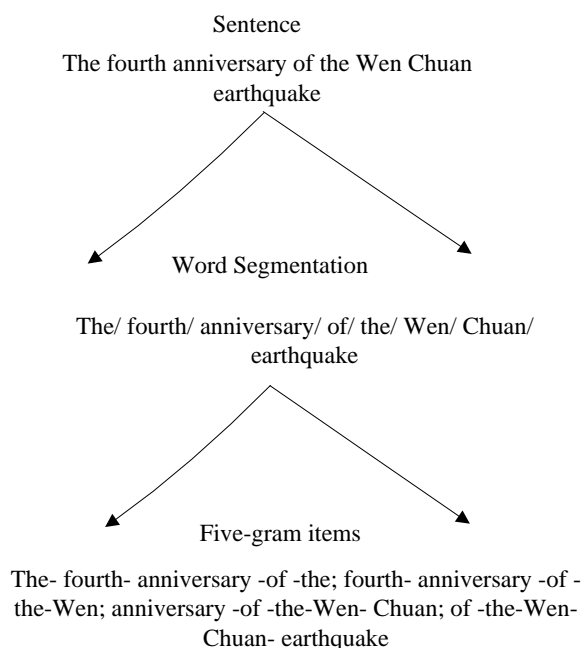 Sentence
The fourth anniversary of the Wen Chuan
earthquake
Word Segmentation
The/ fourth/ anniversary/ of/ the/ Wen/ Chuan/
earthquake
Five-gram items
The- fourth- anniversary -of -the; fourth- anniversary -of -
the-Wen; anniversary -of -the-Wen- Chuan; of -the-Wen-
Chuan- earthquake